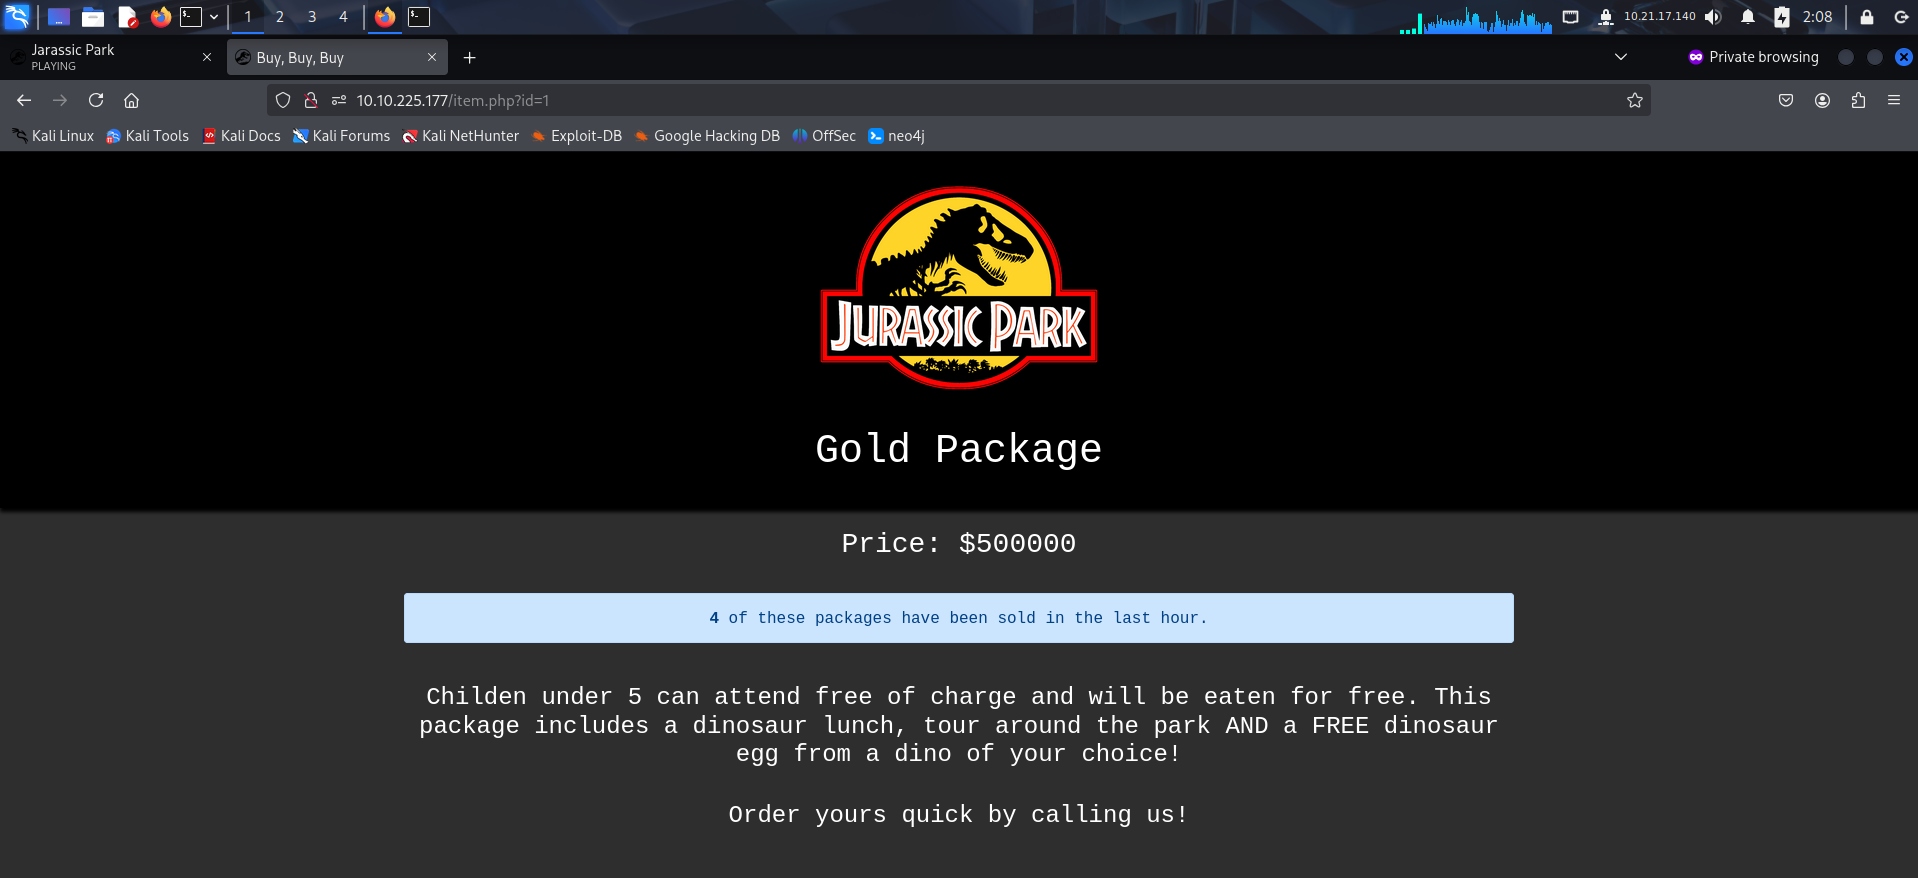 1 2 3 4 10.21.17.140 2:08
Jarassic Park
PLAYING
Buy, Buy, Buy
Private browsing
10.10.225.177/item.php?id=1
Kali Linux Kali Tools Kali Docs Kali Forums Kali NetHunter Exploit-DB Google Hacking DB OffSec neo4j
JURASSIC PARK
Gold Package
Price: $500000
4 of these packages have been sold in the last hour.
Childen under 5 can attend free of charge and will be eaten for free. This
package includes a dinosaur lunch, tour around the park AND a FREE dinosaur
egg from a dino of your choice!
Order yours quick by calling us!